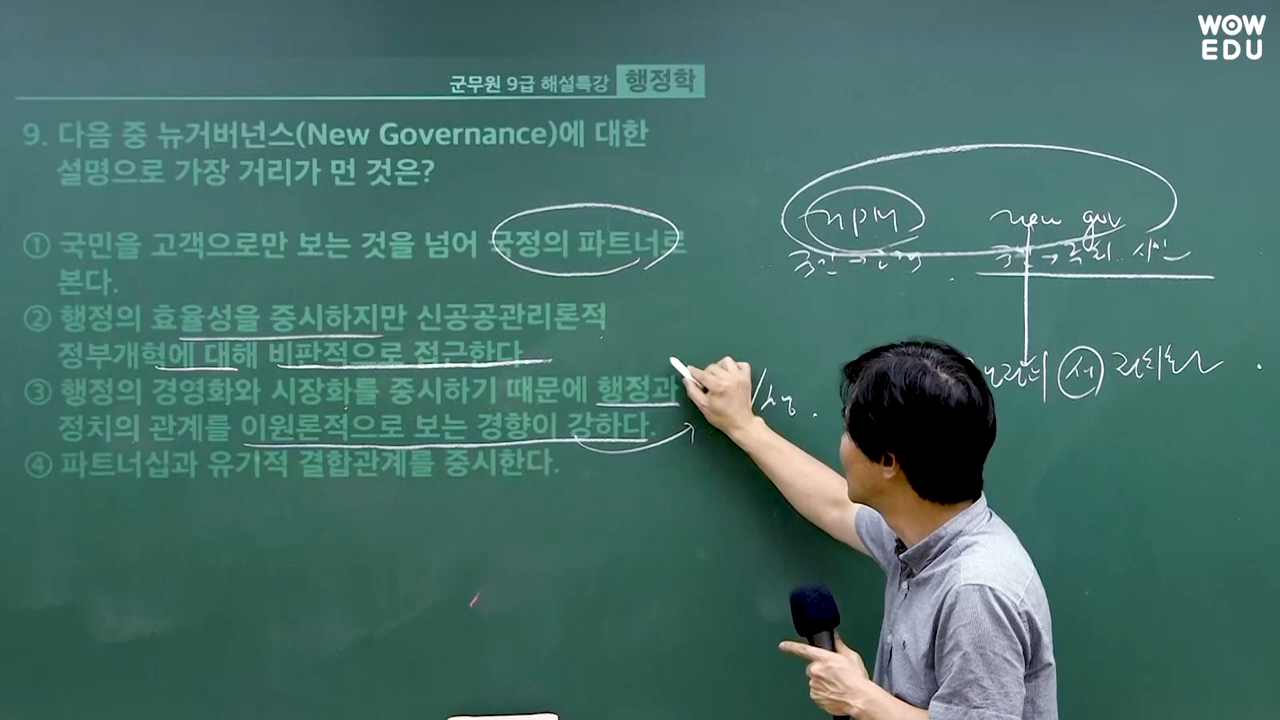 WOW
EDU
군무원 9급 해설특강 행정학
9. 다음 중 뉴거버넌스(New Governance)에 대한
설명으로 가장 거리가 먼 것은?
① 국민을 고객으로만 보는 것을 넘어 국정의 파트너로
본다.
② 행정의 효율성을 중시하지만 신공공관리론적
정부개혁에 대해 비판적으로 접근한다.
③ 행정의 경영화와 시장화를 중시하기 때문에 행정과
정치의 관계를 이원론적으로 보는 경향이 강하다.
④ 파트너십과 유기적 결합관계를 중시한다.
NPM new gov
서